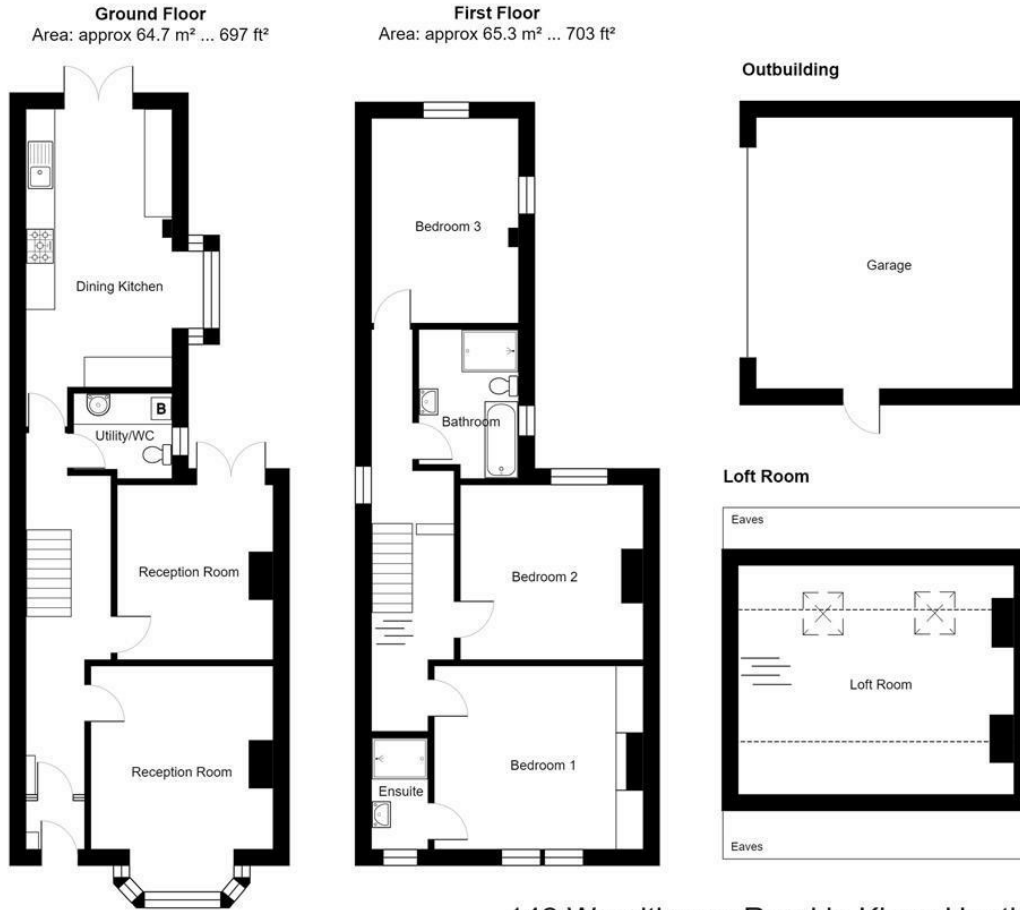 Ground Floor
Area: approx 64.7 m² ... 697 ft²
First Floor
Area: approx 65.3 m² ... 703 ft²
Outbuilding
Dining Kitchen
B
Utility/WC
Reception Room
Reception Room
Bedroom 3
Bathroom
Bedroom 2
Bedroom 1
Ensuite
Garage
Loft Room
Eaves
Loft Room
Eaves